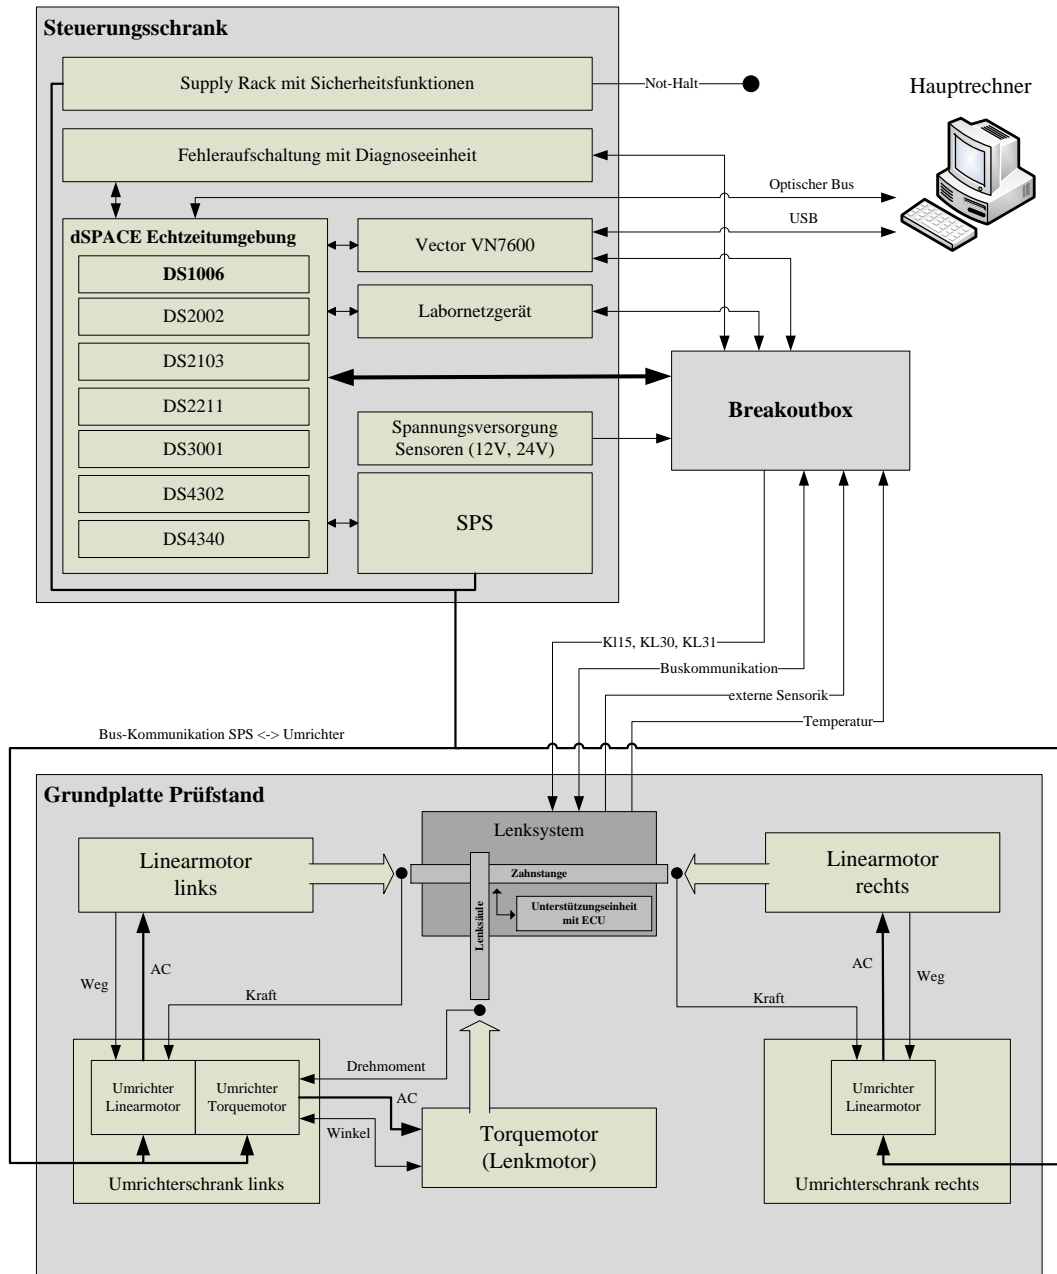 Steuerungsschrank
Supply Rack mit Sicherheitsfunktionen
Not-Halt
Hauptrechner
Fehleraufschaltung mit Diagnoseeinheit
Optischer Bus
USB
dSPACE Echtzeitumgebung
DS1006
DS2002
DS2103
DS2211
DS3001
DS4302
DS4340
Vector VN7600
Labornetzgerät
Spannungsversorgung
Sensoren (12V, 24V)
SPS
Breakoutbox
Kl15, KL30, KL31
Buskommunikation
externe Sensorik
Temperatur
Bus-Kommunikation SPS <-> Umrichter
Grundplatte Prüfstand
Linearmotor
links
Lenksystem
Zahnstange
Lenksäule
Unterstützungseinheit
mit ECU
Linearmotor
rechts
Weg
AC
Kraft
Kraft
AC
Weg
Drehmoment
AC
Winkel
Umrichter
Linearmotor
Umrichter
Torquemotor
Umrichterschrank links
Torquemotor
(Lenkmotor)
Umrichter
Linearmotor
Umrichterschrank rechts